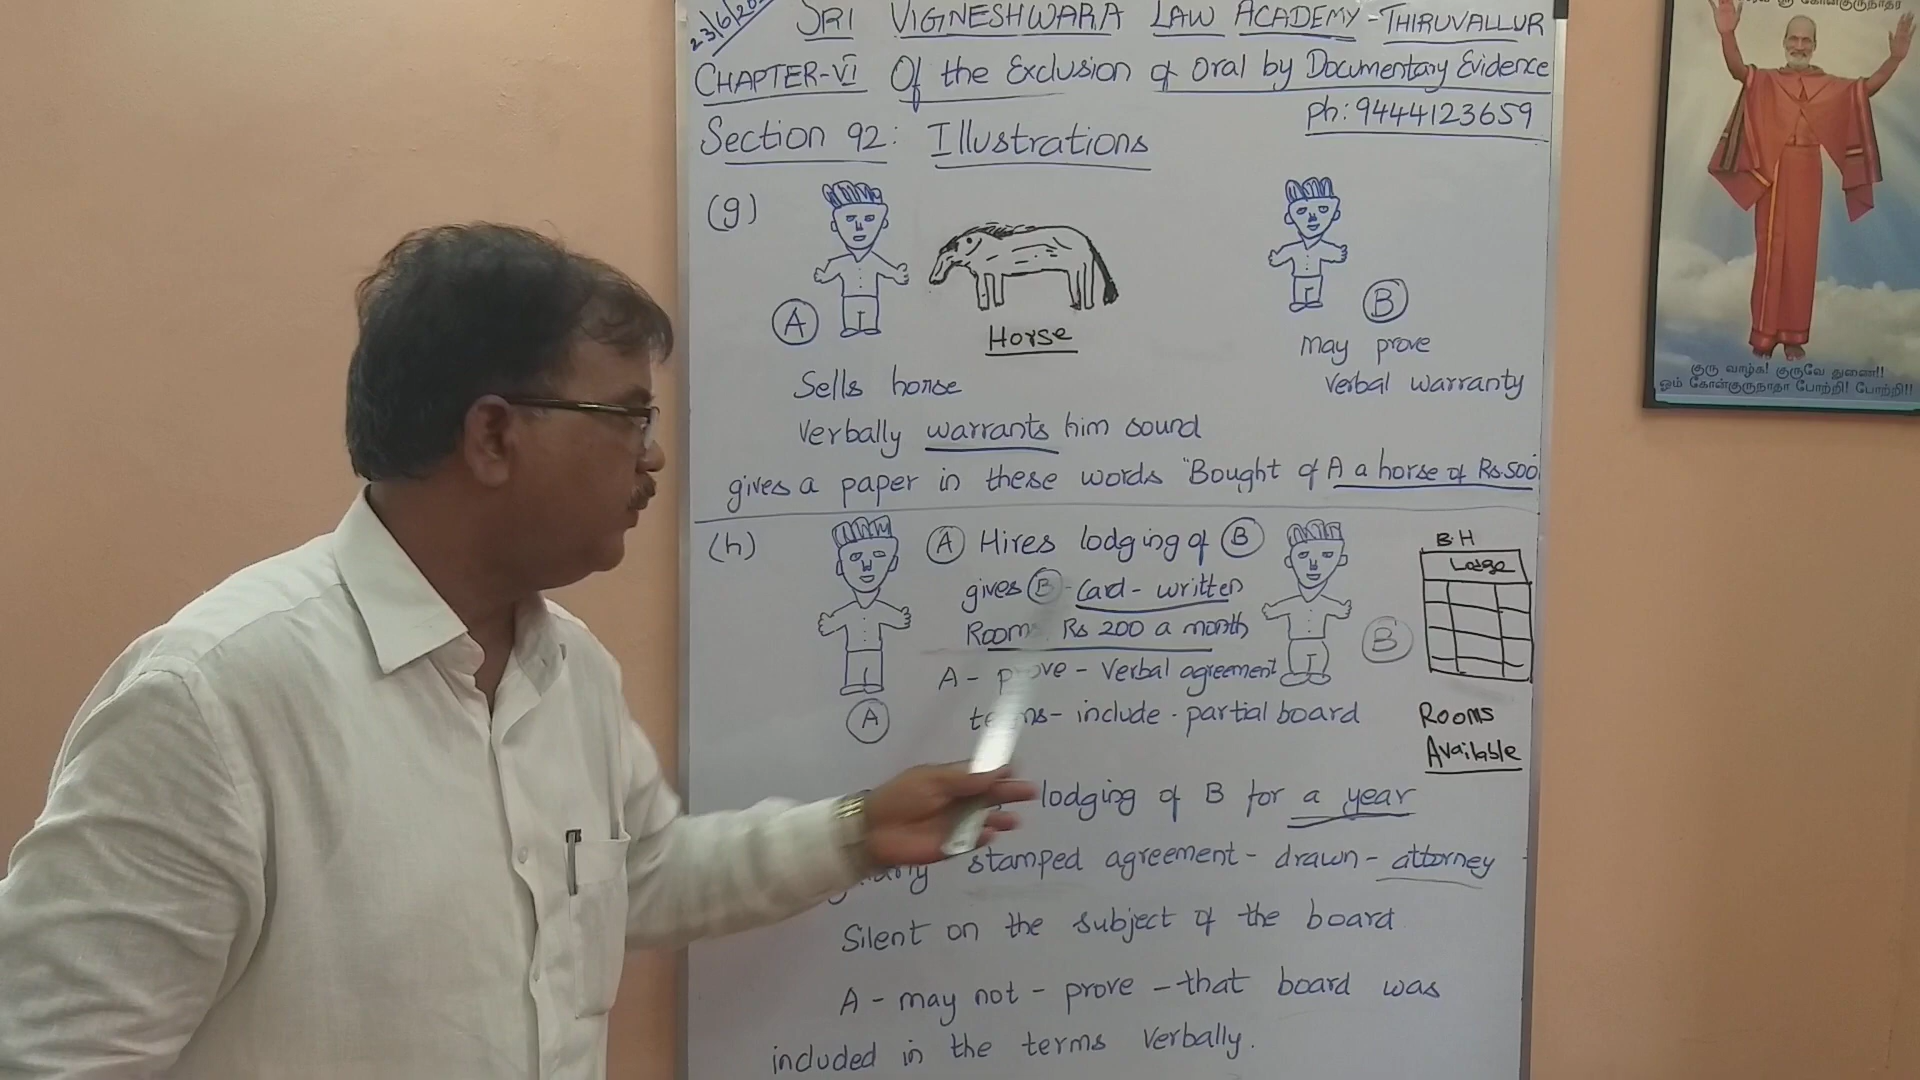 23/6/20
SRI VIGNESHWARA LAW ACADEMY - THIRUVALLUR
CHAPTER-VI Of the Exclusion of Oral by Documentary Evidence
Ph: 9444123659
Section 92: Illustrations
(g)
A
Horse
B
may prove
verbal warranty
Sells horse
Verbally warrants him sound
gives a paper in these words "Bought of A a horse of Rs.500"
(h)
A Hires lodging of B
gives B - Card - written
Rooms Rs 200 a month
A - prove - Verbal agreement
terms - include - partial board
A
B
B.H
Lodge
Rooms
Available
lodging of B for a year
stamped agreement - drawn - attorney
Silent on the subject of the board
A - may not - prove - that board was
included in the terms Verbally.
குரு வாழ்க! குருவே துணை!!
ஓம் கோன்குருநாதா போற்றி! போற்றி!!